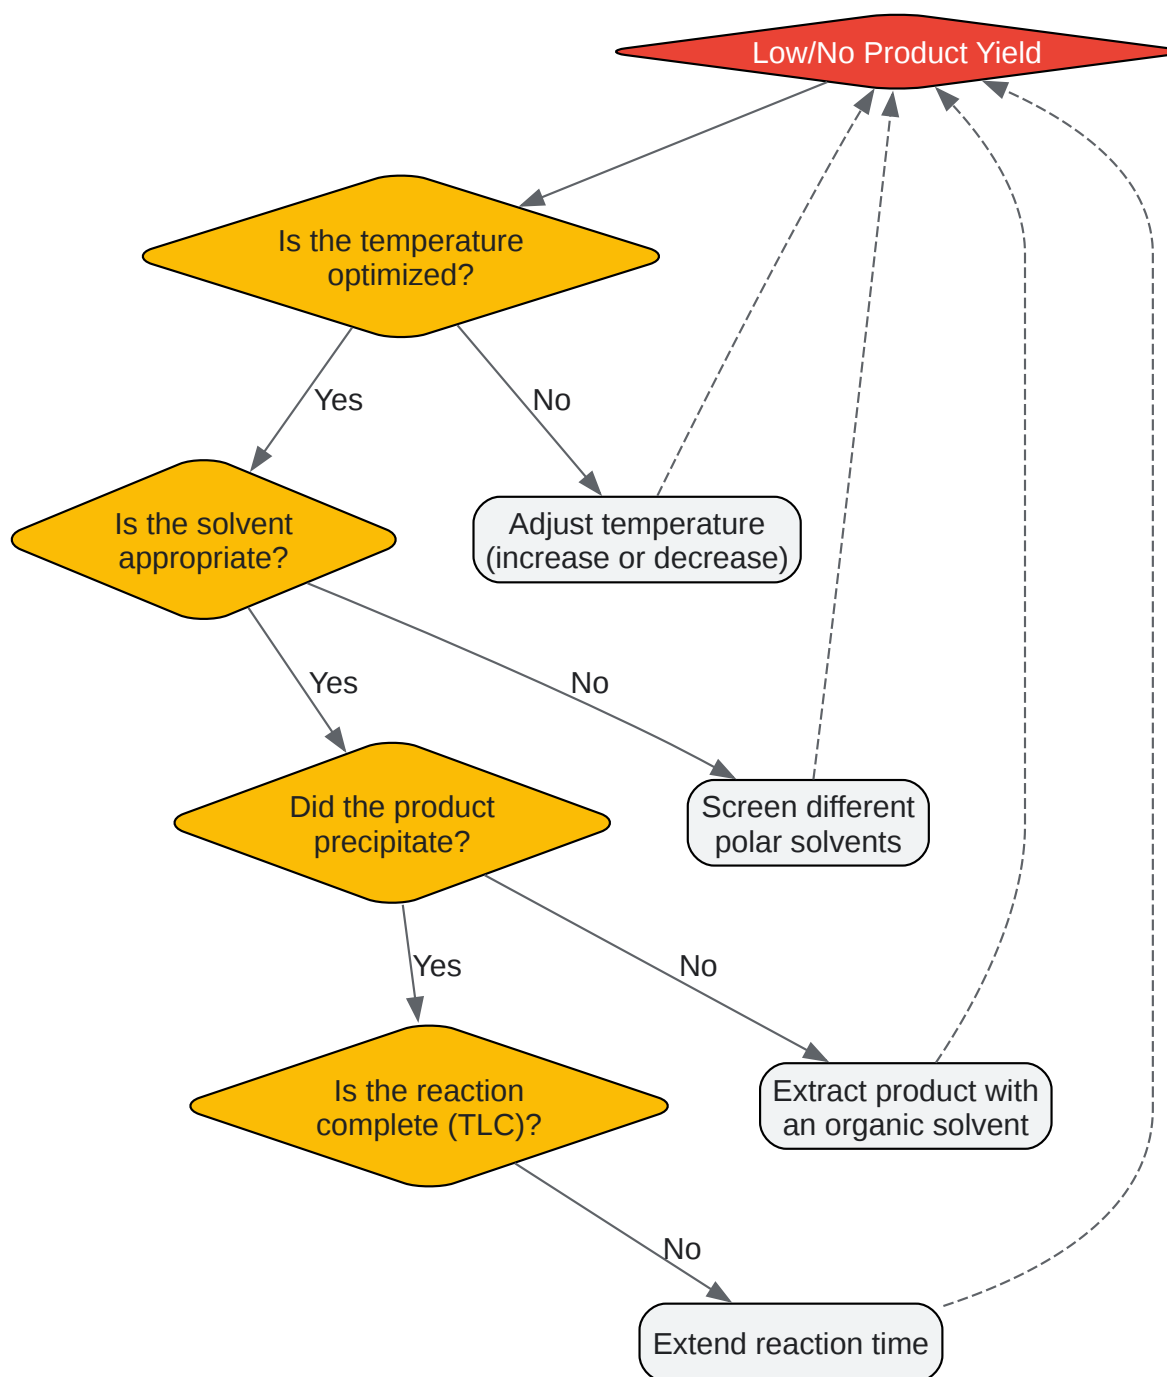 Low/No Product Yield
Is the temperature
optimized?
Yes
No
Is the solvent
appropriate?
Adjust temperature
(increase or decrease)
Yes
No
Did the product
precipitate?
Screen different
polar solvents
Yes
No
Is the reaction
complete (TLC)?
Extract product with
an organic solvent
No
Extend reaction time